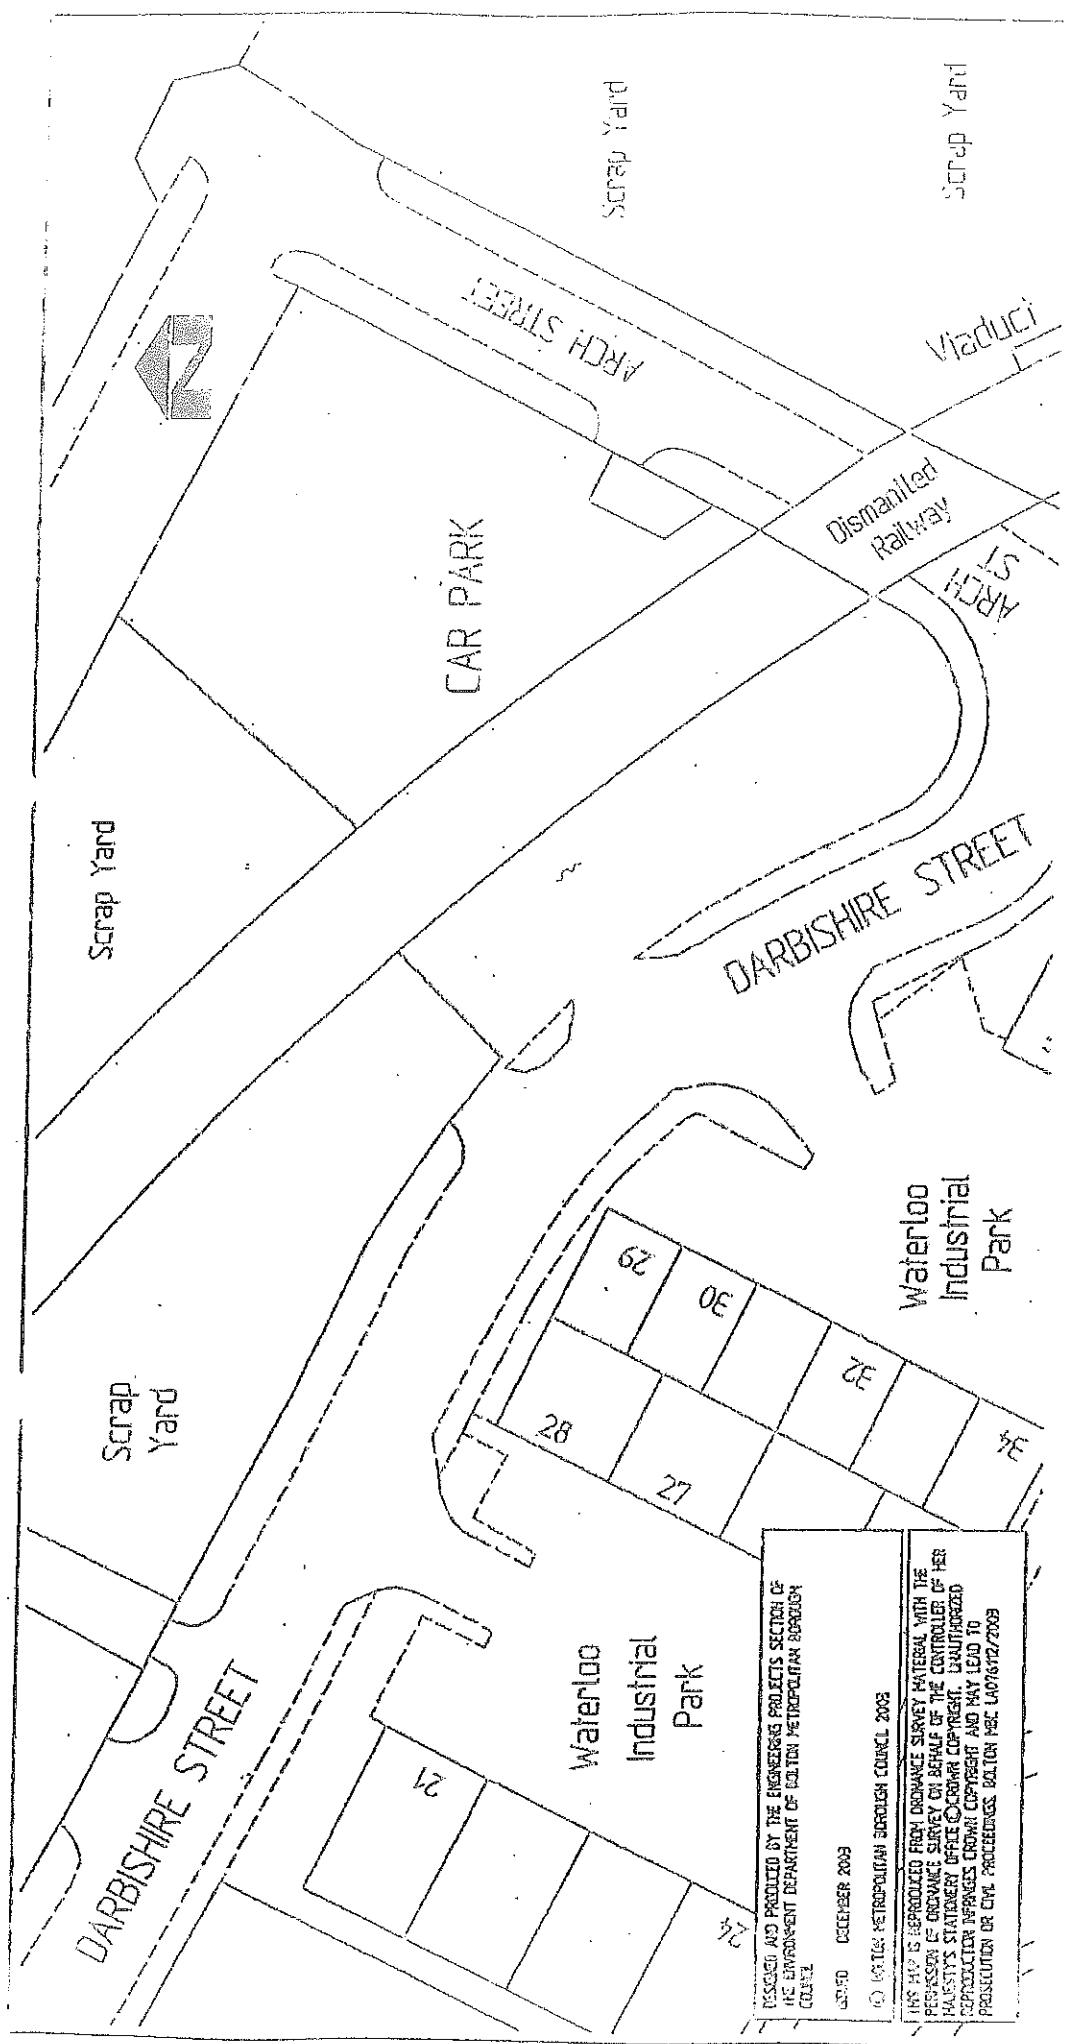 Scrap Yard
Scrap Yard
ARCH STREET
Viaduct
CAR PARK
Dismantled
Railway
ARCH
ST
Scrap Yard
DARBISHIRE STREET
Scrap
Yard
29
30
32
34
28
27
Waterloo
Industrial
Park
DARBISHIRE STREET
21
24
Waterloo
Industrial
Park
DESIGNED AND PRODUCED BY THE ENGINEERING PROJECTS SECTION OF
THE ENVIRONMENT DEPARTMENT OF BOLTON METROPOLITAN BOROUGH
COUNCIL
ISSUED DECEMBER 2003
© BOLTON METROPOLITAN BOROUGH COUNCIL 2003
THIS MAP IS REPRODUCED FROM ORDNANCE SURVEY MATERIAL WITH THE
PERMISSION OF ORDNANCE SURVEY ON BEHALF OF THE CONTROLLER OF HER
MAJESTY'S STATIONERY OFFICE © CROWN COPYRIGHT. UNAUTHORIZED
REPRODUCTION INFRINGES CROWN COPYRIGHT AND MAY LEAD TO
PROSECUTION OR CIVIL PROCEEDINGS. BOLTON MBC